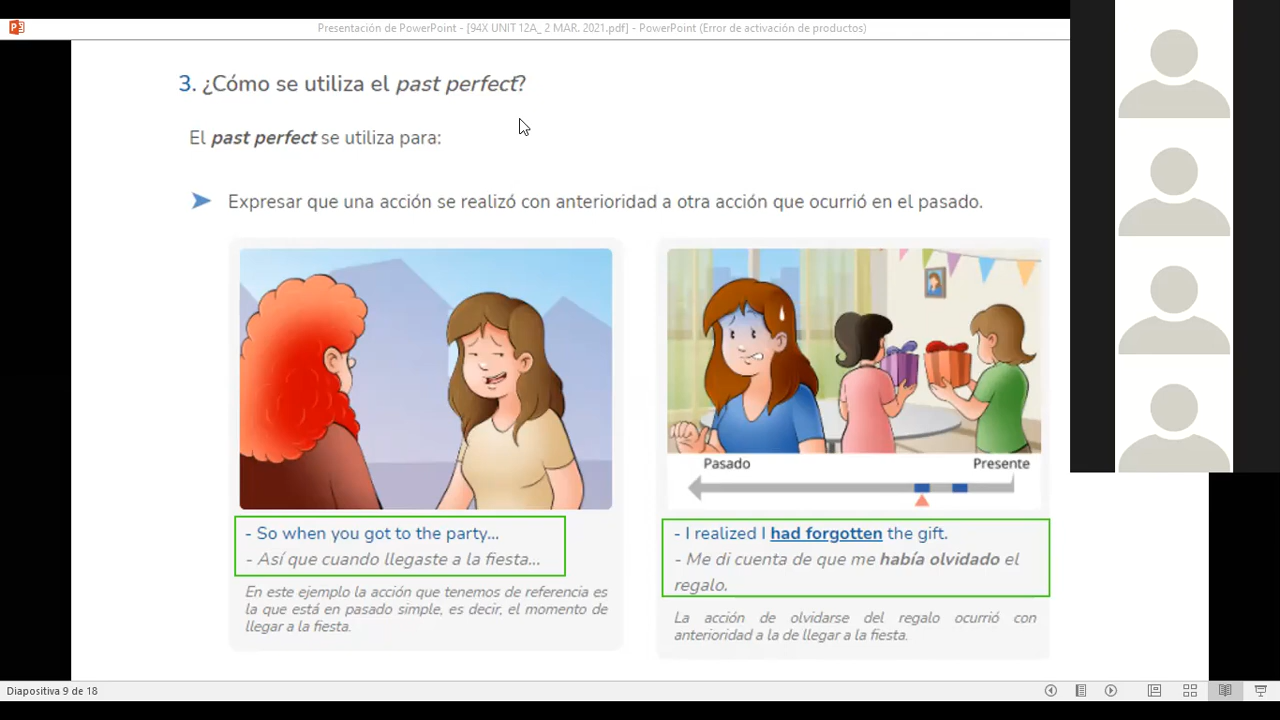 Presentación de PowerPoint - [94X UNIT 12A_ 2 MAR. 2021.pdf] - PowerPoint (Error de activación de productos)
3. ¿Cómo se utiliza el past perfect?
El past perfect se utiliza para:
➤ Expresar que una acción se realizó con anterioridad a otra acción que ocurrió en el pasado.
- So when you got to the party...
- Así que cuando llegaste a la fiesta...
En este ejemplo la acción que tenemos de referencia es
la que está en pasado simple, es decir, el momento de
llegar a la fiesta.
Pasado Presente
- I realized I had forgotten the gift.
- Me di cuenta de que me había olvidado el
regalo.
La acción de olvidarse del regalo ocurrió con
anterioridad a la de llegar a la fiesta.
Diapositiva 9 de 18